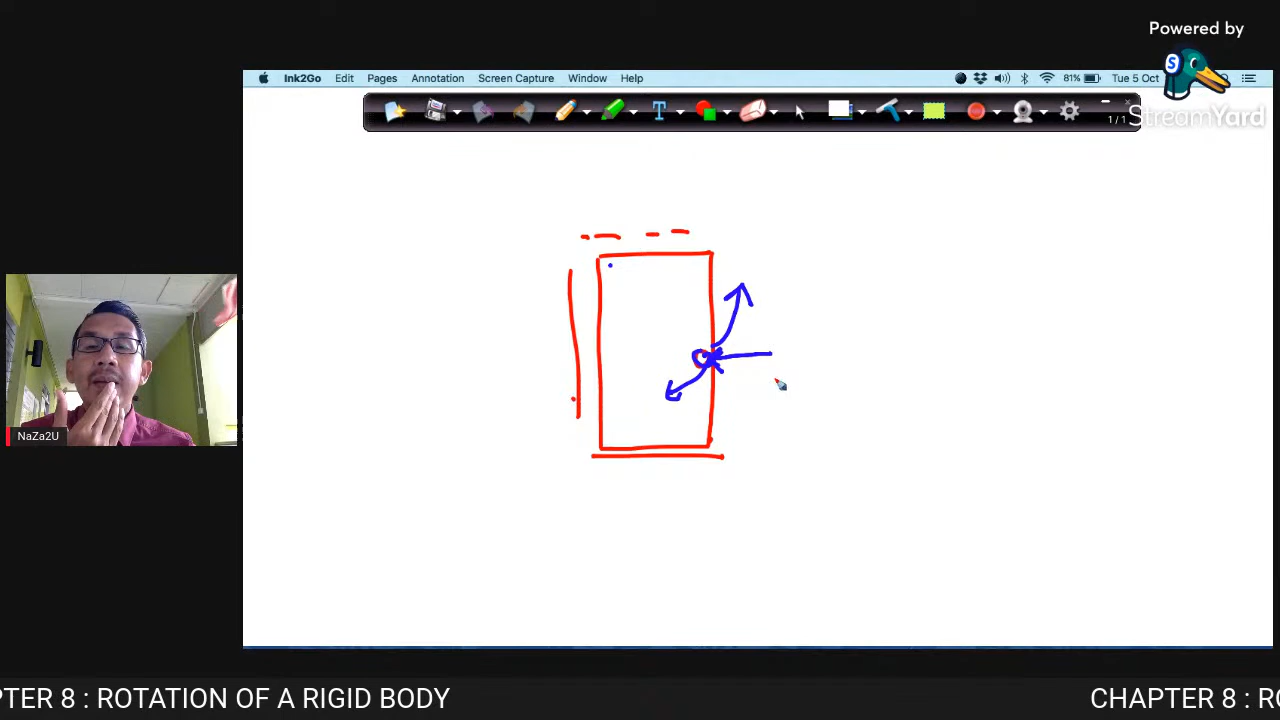 Powered by
StreamYard
Ink2Go Edit Pages Annotation Screen Capture Window Help 81% Tue 5 Oct
T 1/1
S
NaZa2U
PTER 8 : ROTATION OF A RIGID BODY CHAPTER 8 : RO